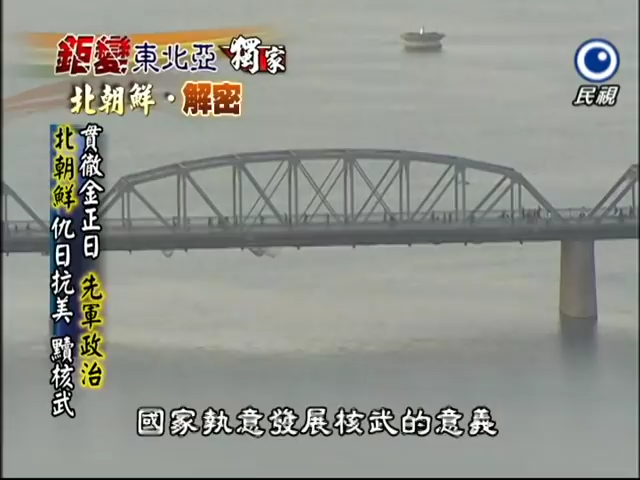 鉅變東北亞 獨家
北朝鮮·解密
民視
貫徹金正日 先軍政治
北朝鮮 仇日抗美 黷核武
國家執意發展核武的意義